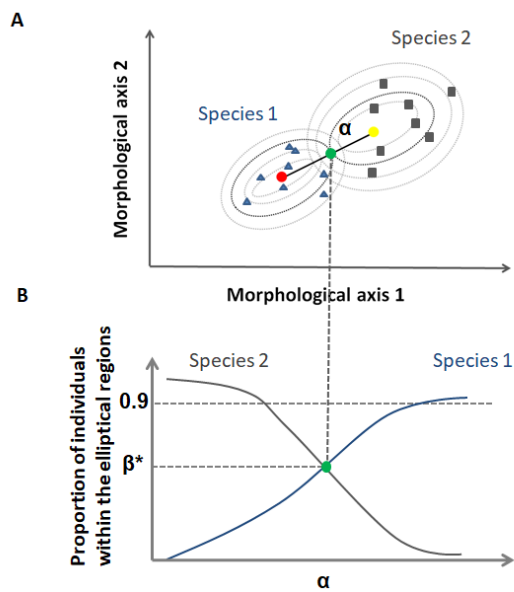 A
Species 2
Species 1
α
Morphological axis 2
Morphological axis 1
B
Species 2
Species 1
Proportion of individuals
within the elliptical regions
0.9
β*
α